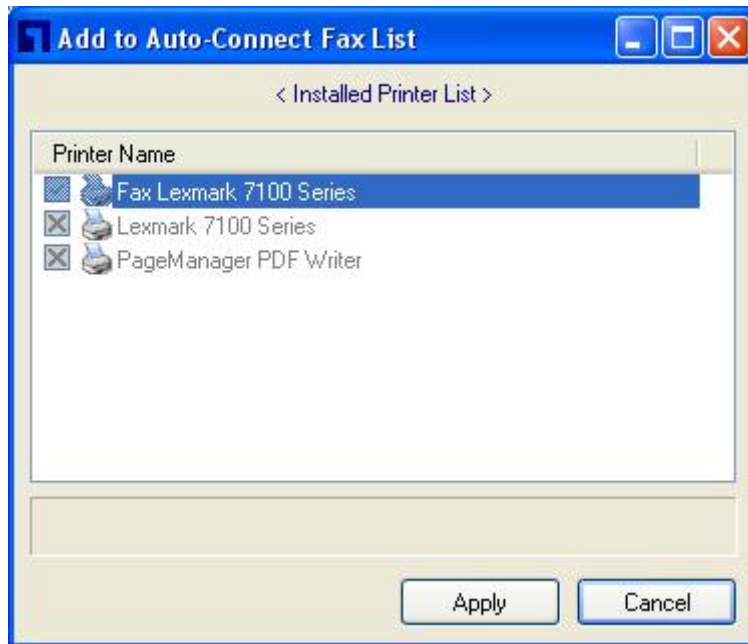 Add to Auto-Connect Fax List
< Installed Printer List >
Printer Name
Fax Lexmark 7100 Series
Lexmark 7100 Series
PageManager PDF Writer
Apply
Cancel